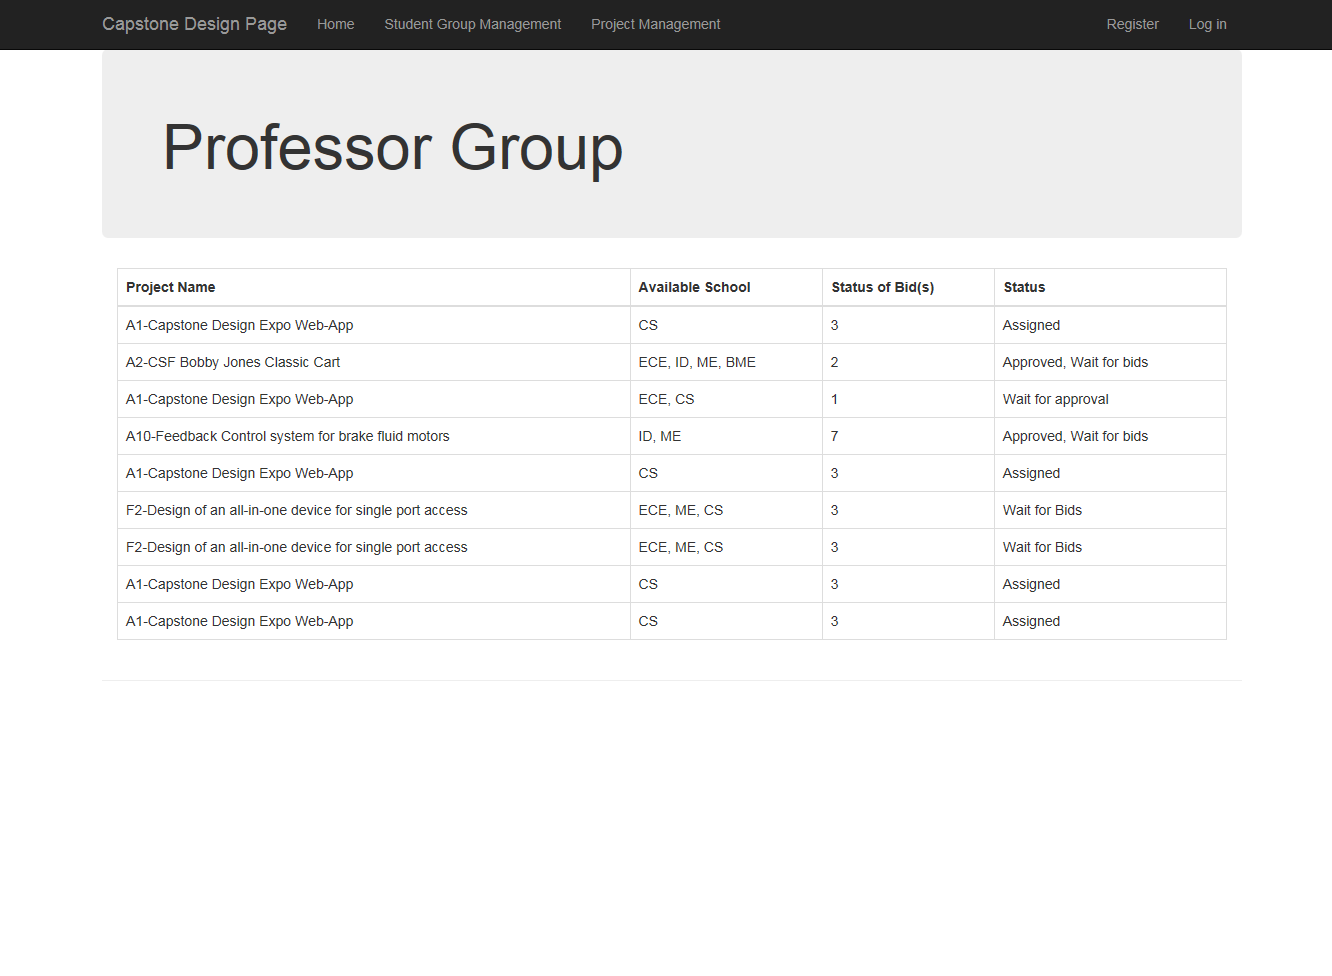 Capstone Design Page Home Student Group Management Project Management Register Log in
Professor Group
Project Name Available School Status of Bid(s) Status
A1-Capstone Design Expo Web-App CS 3 Assigned
A2-CSF Bobby Jones Classic Cart ECE, ID, ME, BME 2 Approved, Wait for bids
A1-Capstone Design Expo Web-App ECE, CS 1 Wait for approval
A10-Feedback Control system for brake fluid motors ID, ME 7 Approved, Wait for bids
A1-Capstone Design Expo Web-App CS 3 Assigned
F2-Design of an all-in-one device for single port access ECE, ME, CS 3 Wait for Bids
F2-Design of an all-in-one device for single port access ECE, ME, CS 3 Wait for Bids
A1-Capstone Design Expo Web-App CS 3 Assigned
A1-Capstone Design Expo Web-App CS 3 Assigned